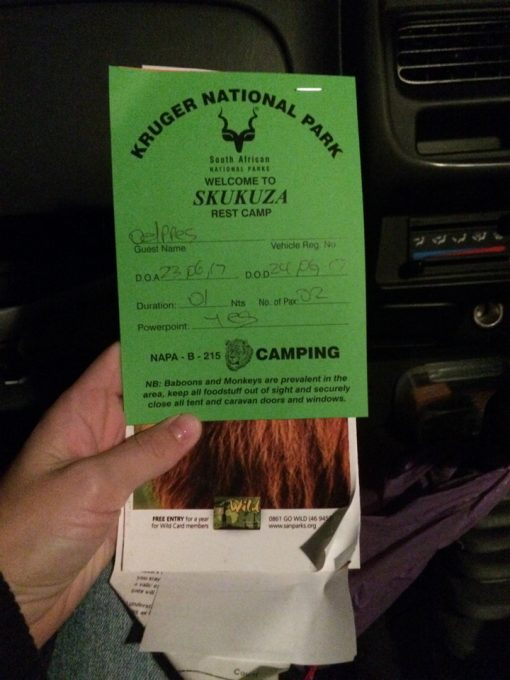 KRUGER NATIONAL PARK
South African
NATIONAL PARKS
WELCOME TO
SKUKUZA
REST CAMP
Guest Name Vehicle Reg. No
D.O.A 23 06 17 D.O.D 24
Duration: 01 Nts No. of Pax 02
Powerpoint: Yes
NAPA - B - 215 CAMPING
NB: Baboons and Monkeys are prevalent in the
area, keep all foodstuff out of sight and securely
close all tent and caravan doors and windows.
Wild
FREE ENTRY for a year
for Wild Card members
0861 GO WILD (46 945
www.sanparks.org